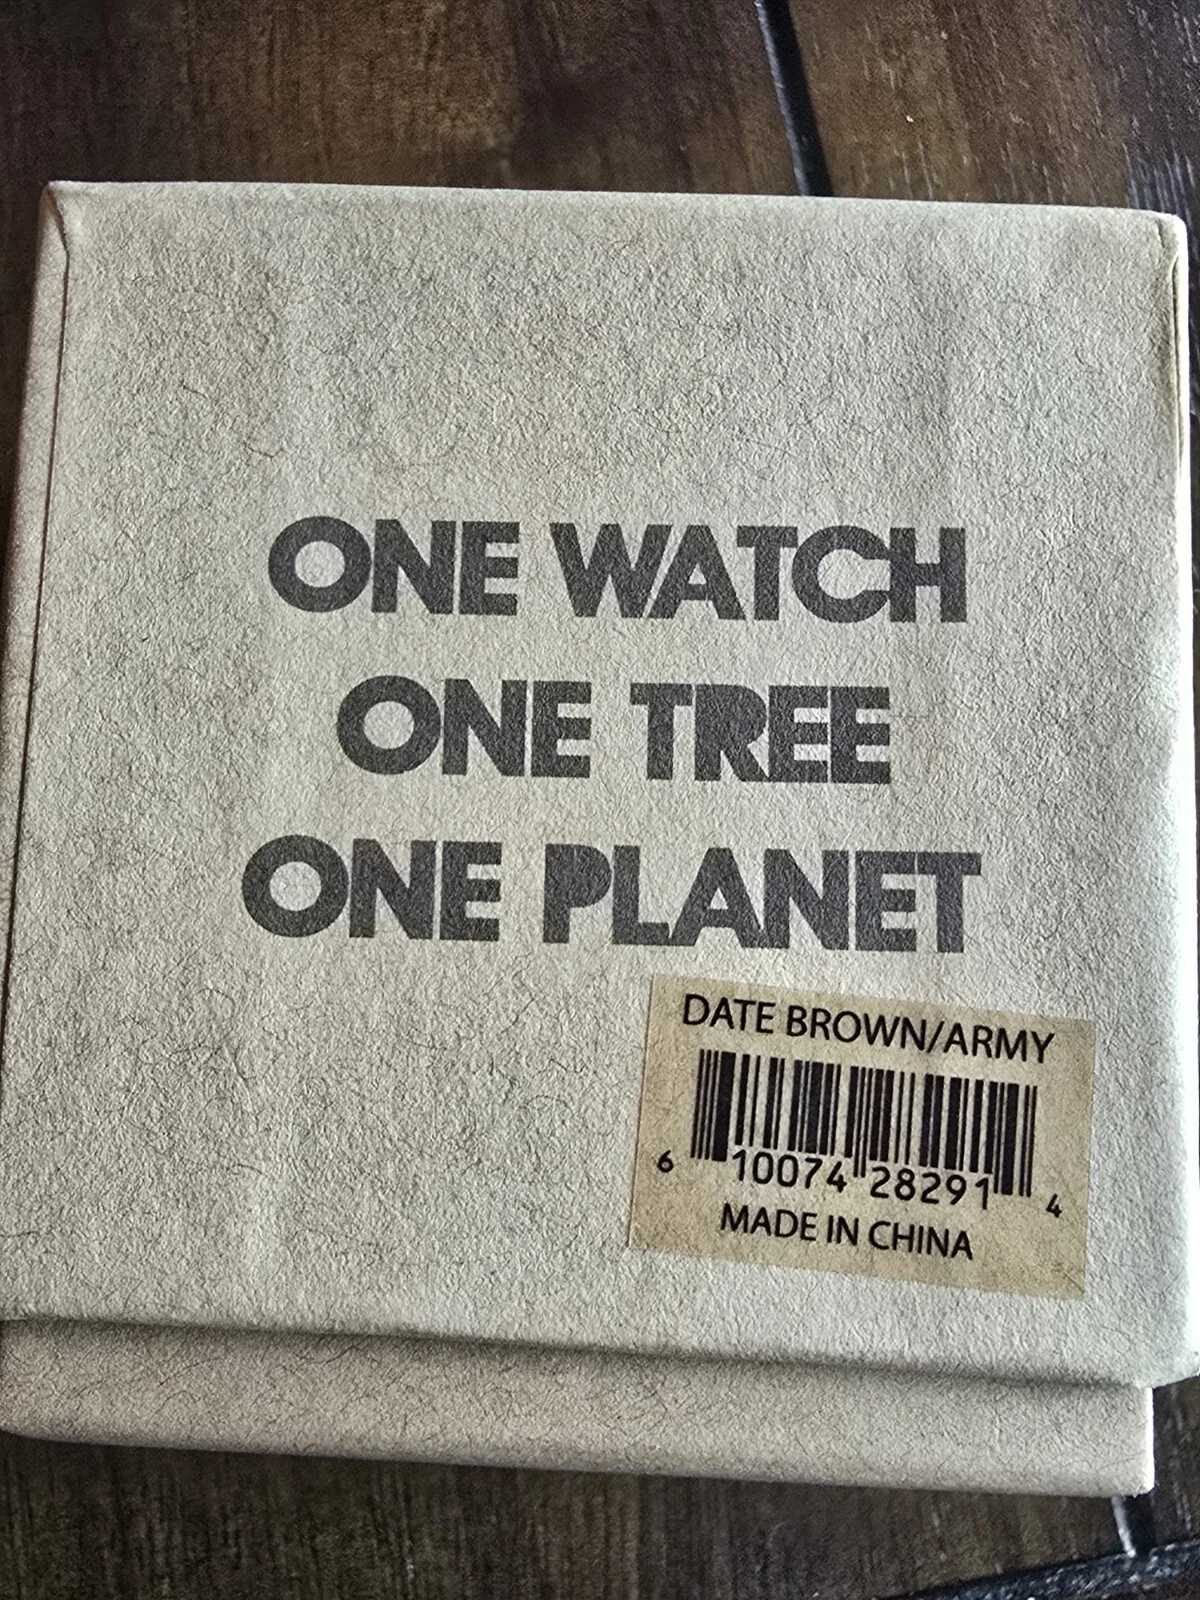 ONE WATCH
ONE TREE
ONE PLANET
DATE BROWN/ARMY
6 10074 28291 4
MADE IN CHINA